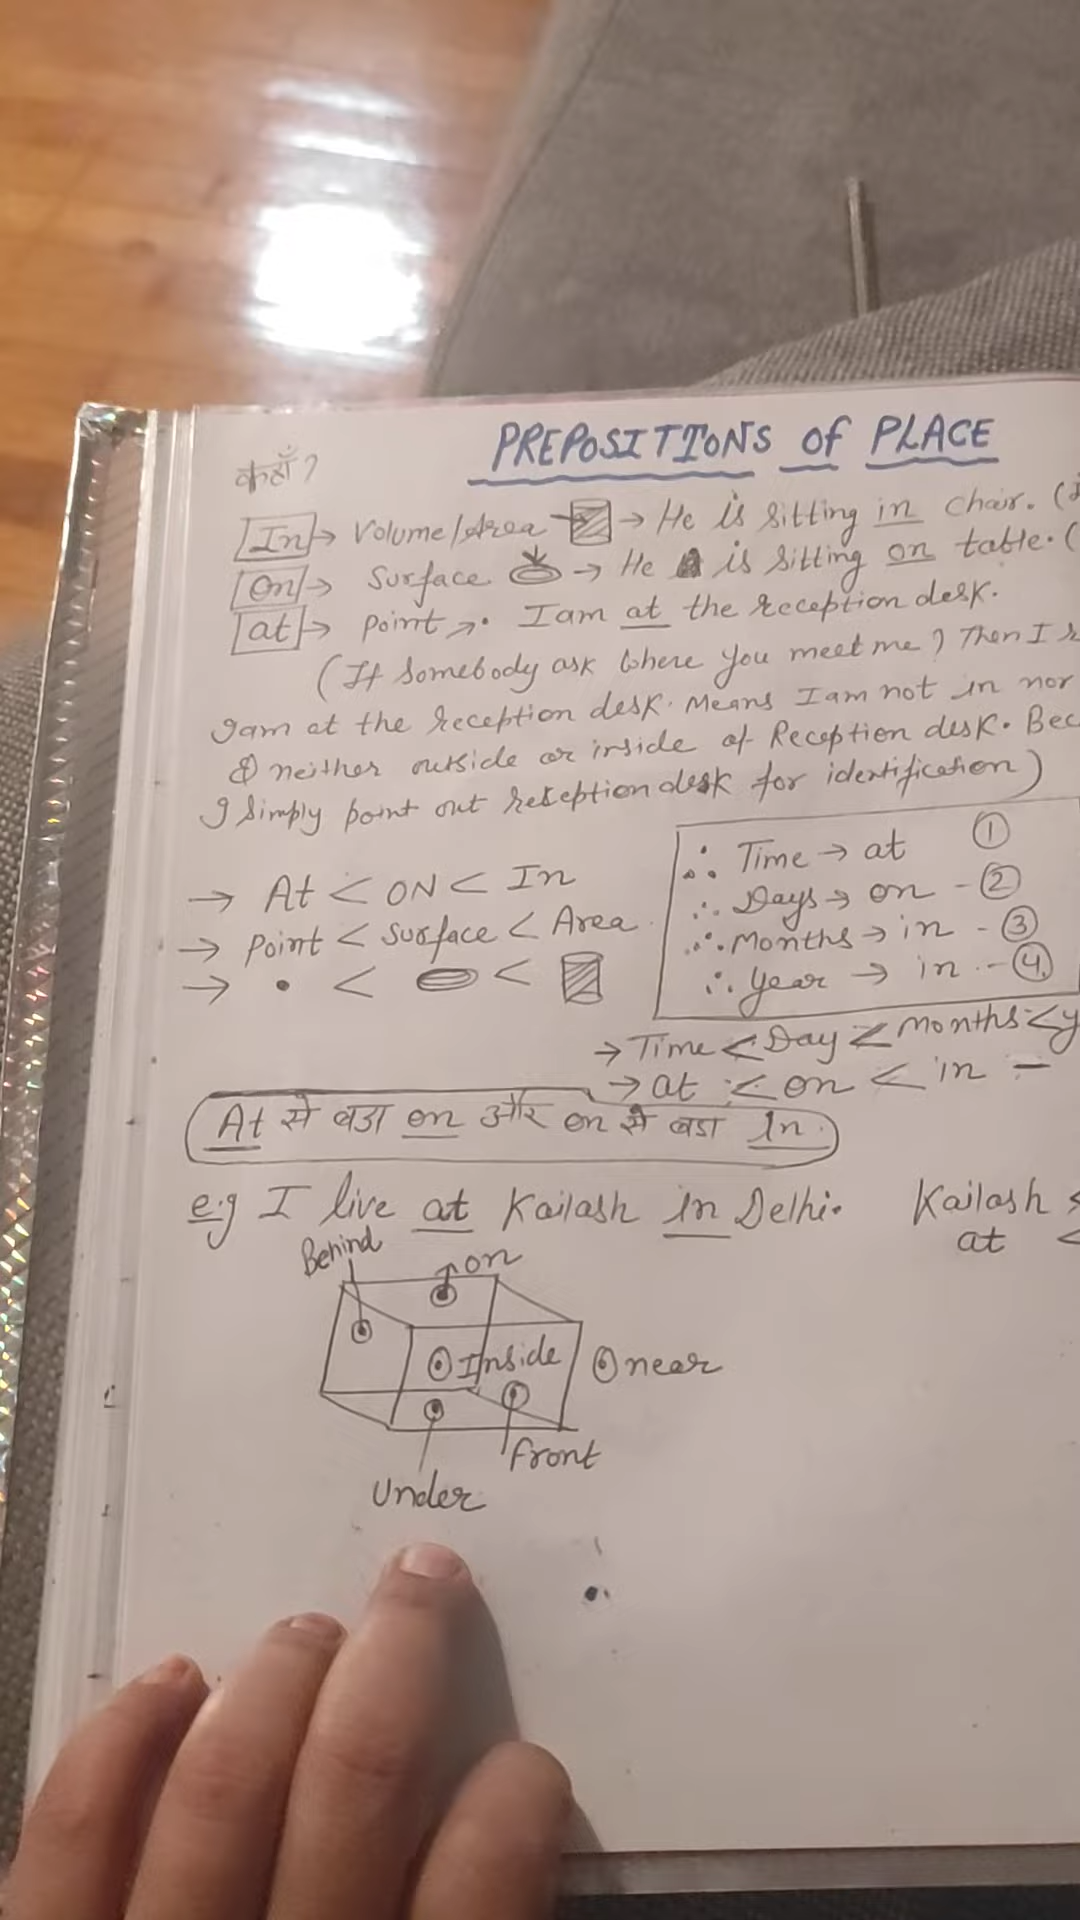 PREPOSITIONS of PLACE
कहाँ?
In → Volume/Area → He is sitting in chair. (
On → Surface → He is sitting on table. (
at → Point → . I am at the reception desk.
(If Somebody ask Where you meet me? Then I
I am at the reception desk. Means I am not in nor
& neither outside or inside of Reception desk. Bec
I simply point out reception desk for identification)
∴ Time → at ①
∴ Days → on - ②
∴ Months → in - ③
∴ Year → in - ④
→ At < ON < In
→ Point < Surface < Area
→ • < <
→ Time < Day < Months < y
→ at < on < in -
At से बडा on और on से बडा In
e.g I live at Kailash in Delhi. Kailash <
at <
Behind
on
Inside
near
Front
Under